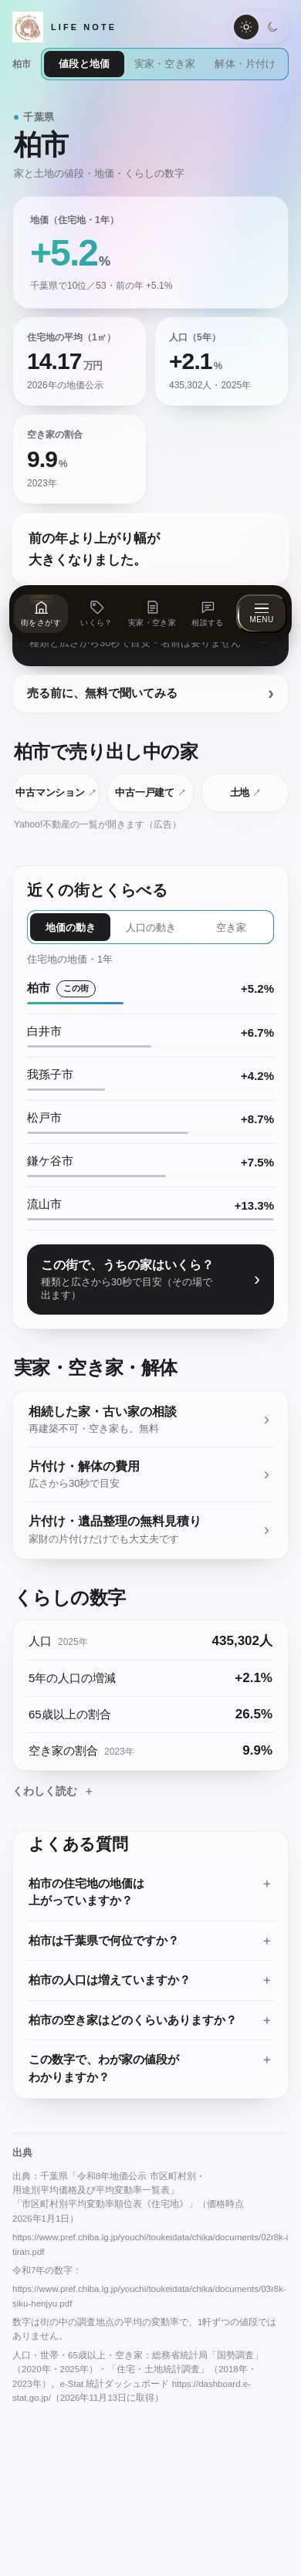 LIFE NOTE
柏市
値段と地価
実家・空き家
解体・片付け
千葉県
柏市
家と土地の値段・地価・くらしの数字
地価（住宅地・1年）
+5.2%
千葉県で10位／53・前の年 +5.1%
住宅地の平均（1㎡）
14.17万円
2026年の地価公示
人口（5年）
+2.1%
435,302人・2025年
空き家の割合
9.9%
2023年
前の年より上がり幅が
大きくなりました。
街をさがす
いくら？
実家・空き家
相談する
MENU
種類と広さから30秒で目安・名前は要りません
売る前に、無料で聞いてみる ›
柏市で売り出し中の家
中古マンション ↗
中古一戸建て ↗
土地 ↗
Yahoo!不動産の一覧が開きます（広告）
近くの街とくらべる
地価の動き
人口の動き
空き家
住宅地の地価・1年
柏市 この街 +5.2%
白井市 +6.7%
我孫子市 +4.2%
松戸市 +8.7%
鎌ケ谷市 +7.5%
流山市 +13.3%
この街で、うちの家はいくら？
種類と広さから30秒で目安（その場で
出ます） ›
実家・空き家・解体
相続した家・古い家の相談
再建築不可・空き家も。無料 ›
片付け・解体の費用
広さから30秒で目安 ›
片付け・遺品整理の無料見積り
家財の片付けだけでも大丈夫です ›
くらしの数字
人口 2025年 435,302人
5年の人口の増減 +2.1%
65歳以上の割合 26.5%
空き家の割合 2023年 9.9%
くわしく読む +
よくある質問
柏市の住宅地の地価は
上がっていますか？ +
柏市は千葉県で何位ですか？ +
柏市の人口は増えていますか？ +
柏市の空き家はどのくらいありますか？ +
この数字で、わが家の値段が
わかりますか？ +
出典
出典：千葉県「令和8年地価公示 市区町村別・
用途別平均価格及び平均変動率一覧表」
「市区町村別平均変動率順位表《住宅地》」（価格時点
2026年1月1日）
https://www.pref.chiba.lg.jp/youchi/toukeidata/chika/documents/02r8k-i
tiran.pdf
令和7年の数字：
https://www.pref.chiba.lg.jp/youchi/toukeidata/chika/documents/03r8k-
siku-henjyu.pdf
数字は街の中の調査地点の平均の変動率で、1軒ずつの値段では
ありません。
人口・世帯・65歳以上・空き家：総務省統計局「国勢調査」
（2020年・2025年）・「住宅・土地統計調査」（2018年・
2023年）。e-Stat 統計ダッシュボード https://dashboard.e-
stat.go.jp/（2026年11月13日に取得）